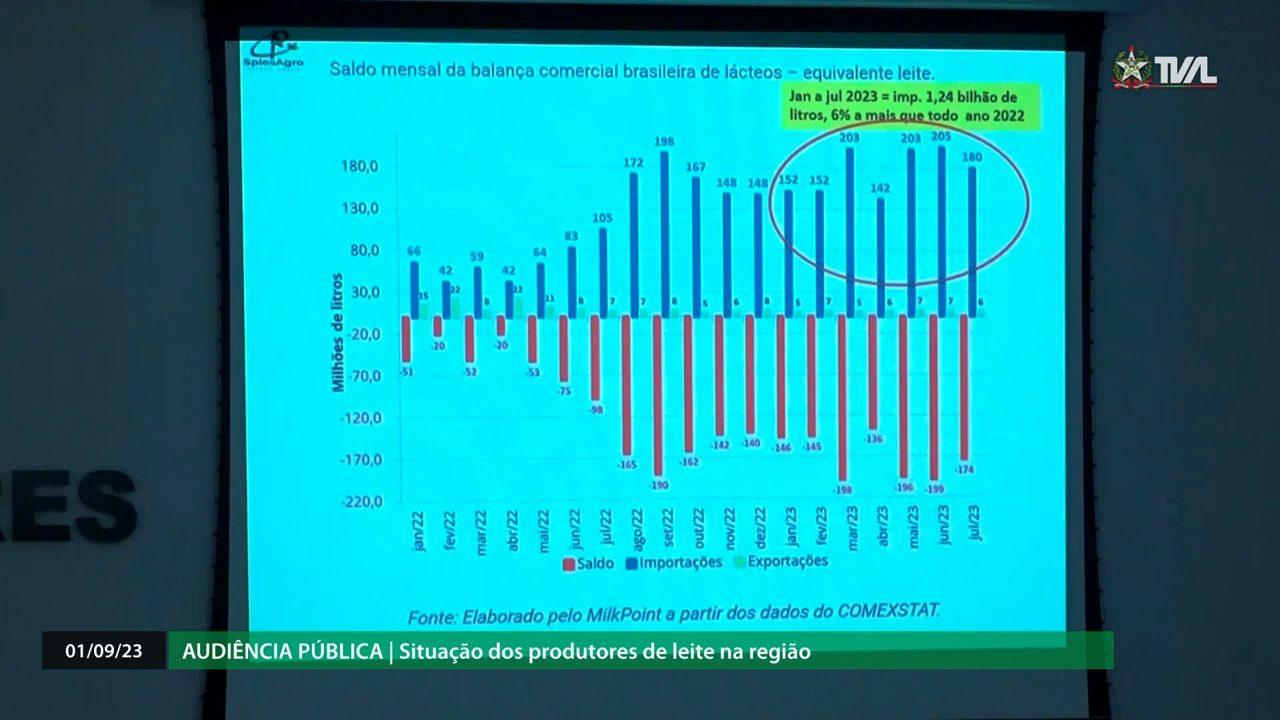 SpiesAgro
TVAL
Saldo mensal da balança comercial brasileira de lácteos – equivalente leite.
Jan a jul 2023 = imp. 1,24 bilhão de
litros, 6% a mais que todo ano 2022
Milhões de litros
180,0
130,0
80,0
30,0
-20,0
-70,0
-120,0
-170,0
-220,0
66 42 59 42 64 83 105 172 198 167 148 148 152 152 203 142 203 205 180
15 22 8 22 11 8 7 7 8 5 6 8 5 7 5 6 7 7 6
-51 -20 -52 -20 -53 -75 -98 -165 -190 -162 -142 -140 -146 -145 -198 -136 -196 -199 -174
jan/22 fev/22 mar/22 abr/22 mai/22 jun/22 jul/22 ago/22 set/22 out/22 nov/22 dez/22 jan/23 fev/23 mar/23 abr/23 mai/23 jun/23 jul/23
Saldo Importações Exportações
Fonte: Elaborado pelo MilkPoint a partir dos dados do COMEXSTAT.
RES
01/09/23 AUDIÊNCIA PÚBLICA | Situação dos produtores de leite na região